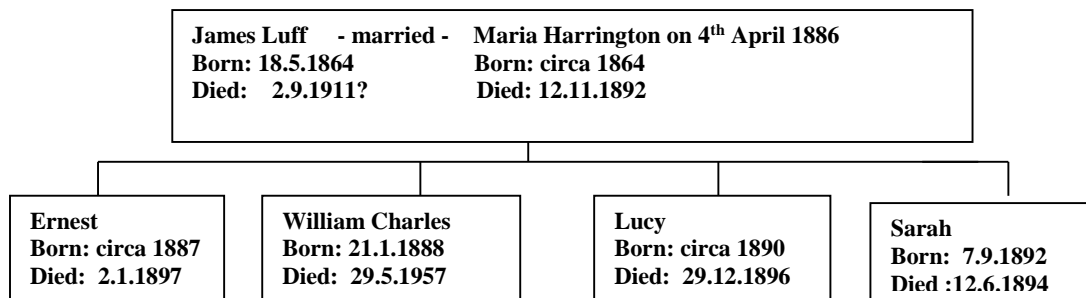 James Luff - married - Maria Harrington on 4th April 1886
Born: 18.5.1864 Born: circa 1864
Died: 2.9.1911? Died: 12.11.1892
Ernest
Born: circa 1887
Died: 2.1.1897
William Charles
Born: 21.1.1888
Died: 29.5.1957
Lucy
Born: circa 1890
Died: 29.12.1896
Sarah
Born: 7.9.1892
Died :12.6.1894